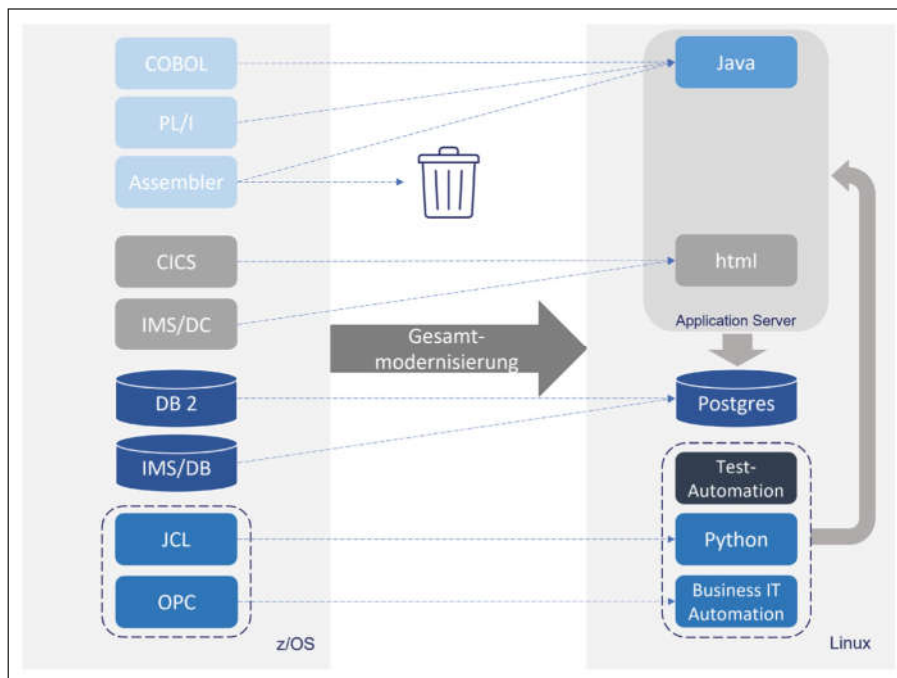 COBOL
PL/I
Assembler
CICS
IMS/DC
DB 2
IMS/DB
JCL
OPC
z/OS
Gesamt-
modernisierung
Java
html
Application Server
Postgres
Test-
Automation
Python
Business IT
Automation
Linux